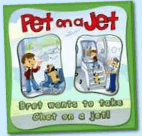 Pet on a Jet
Bret wants to take
Chet on a jet!